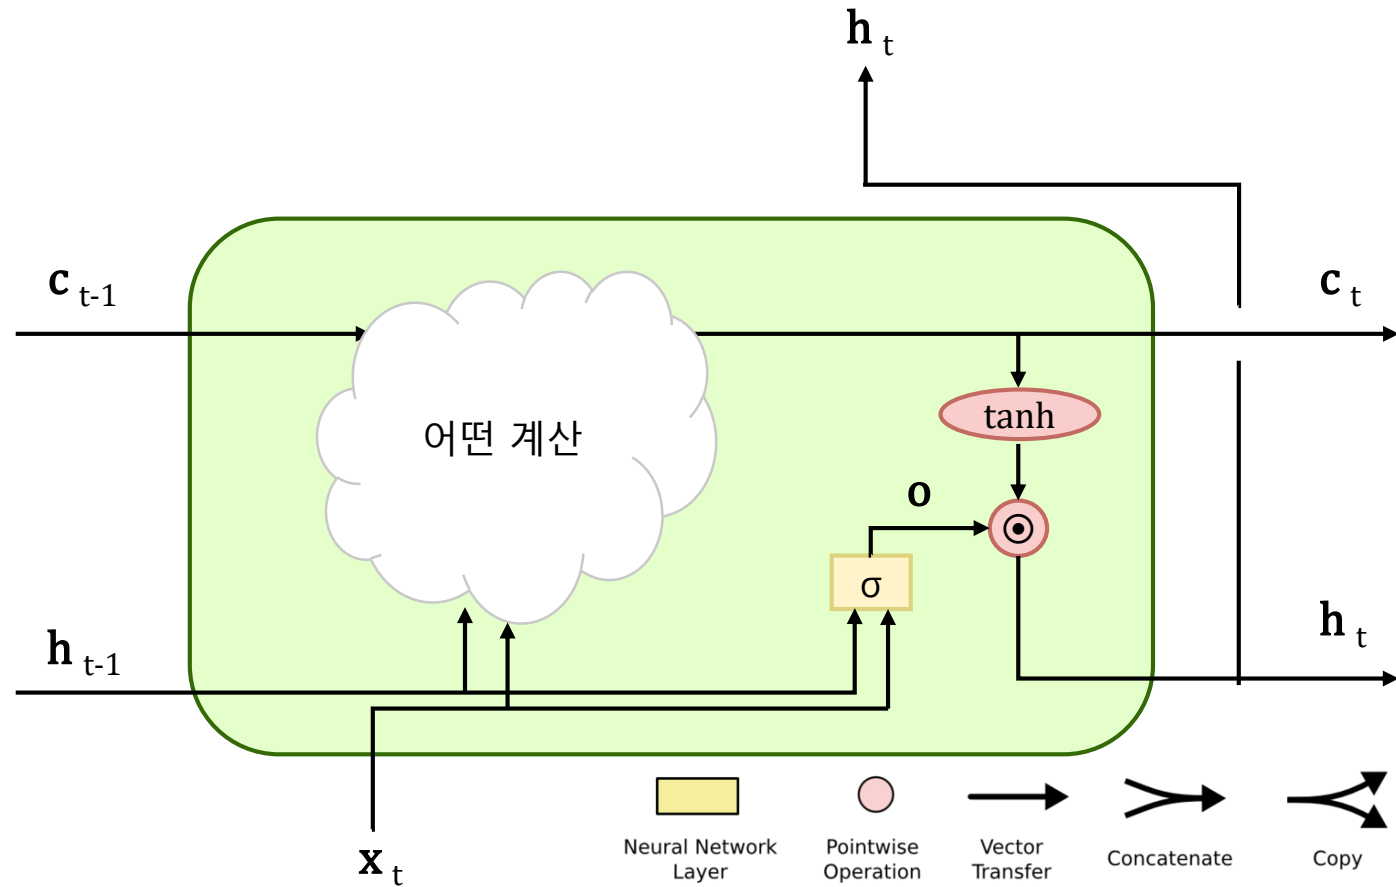 h t
c t-1
c t
tanh
어떤 계산
o
σ
h t-1
h t
x t
Neural Network
Layer
Pointwise
Operation
Vector
Transfer
Concatenate
Copy